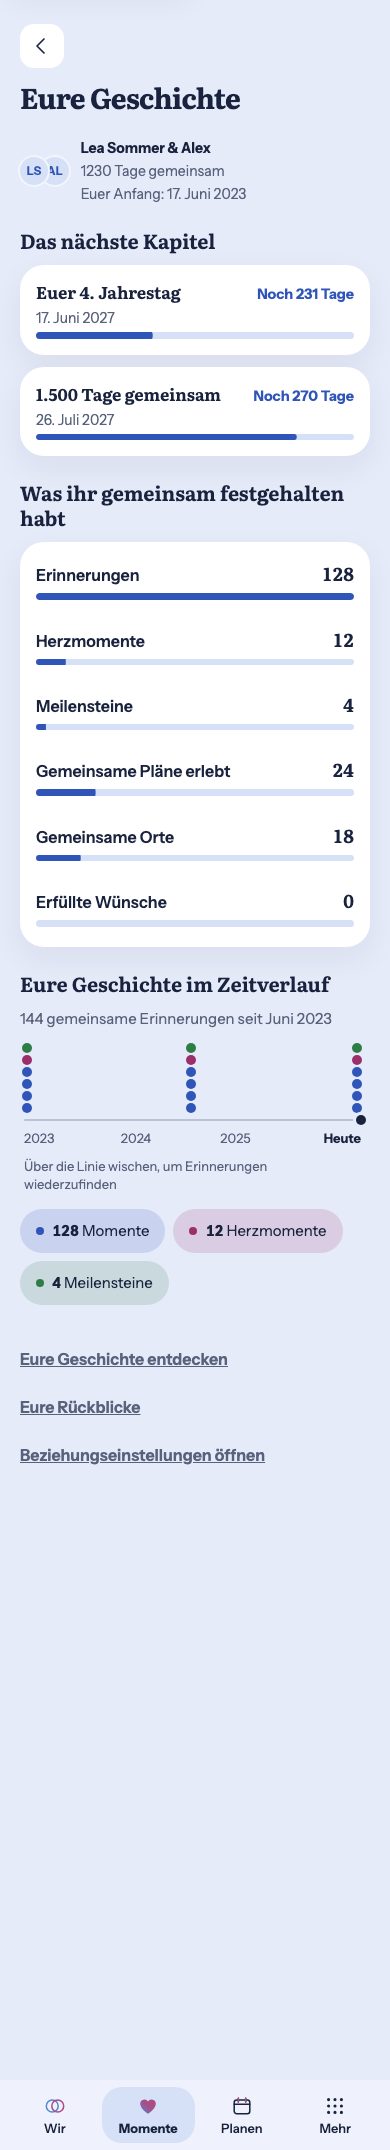 Eure Geschichte
LS AL
Lea Sommer & Alex
1230 Tage gemeinsam
Euer Anfang: 17. Juni 2023
Das nächste Kapitel
Euer 4. Jahrestag Noch 231 Tage
17. Juni 2027
1.500 Tage gemeinsam Noch 270 Tage
26. Juli 2027
Was ihr gemeinsam festgehalten
habt
Erinnerungen 128
Herzmomente 12
Meilensteine 4
Gemeinsame Pläne erlebt 24
Gemeinsame Orte 18
Erfüllte Wünsche 0
Eure Geschichte im Zeitverlauf
144 gemeinsame Erinnerungen seit Juni 2023
2023 2024 2025 Heute
Über die Linie wischen, um Erinnerungen
wiederzufinden
128 Momente 12 Herzmomente
4 Meilensteine
Eure Geschichte entdecken
Eure Rückblicke
Beziehungseinstellungen öffnen
Wir Momente Planen Mehr